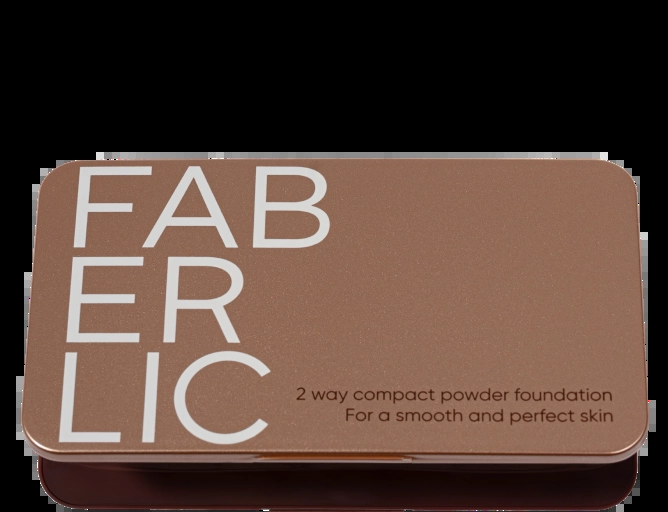 FAB
ER
LIC
2 way compact powder foundation
For a smooth and perfect skin